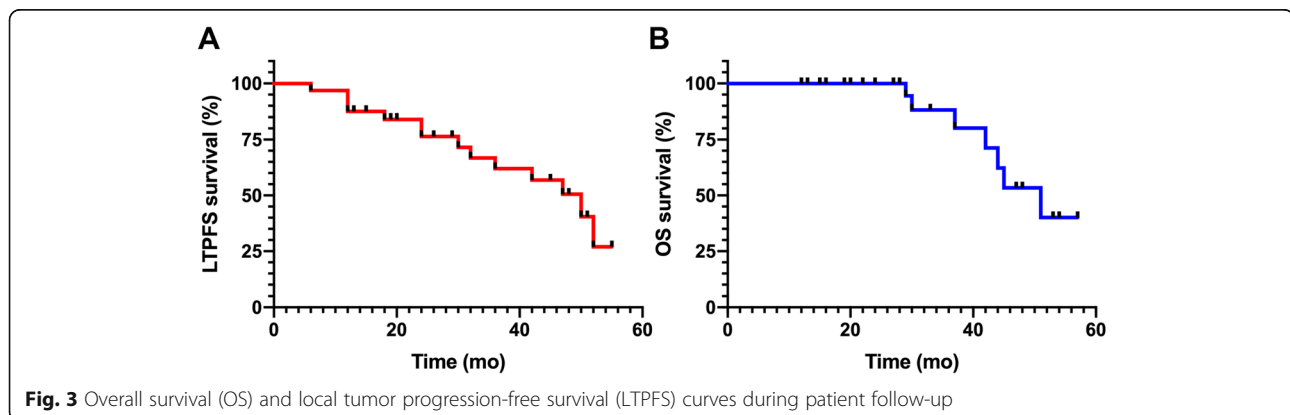 A
LTPFS survival (%)
100
75
50
25
0
0 20 40 60
Time (mo)
B
OS survival (%)
100
75
50
25
0
0 20 40 60
Time (mo)
Fig. 3 Overall survival (OS) and local tumor progression-free survival (LTPFS) curves during patient follow-up